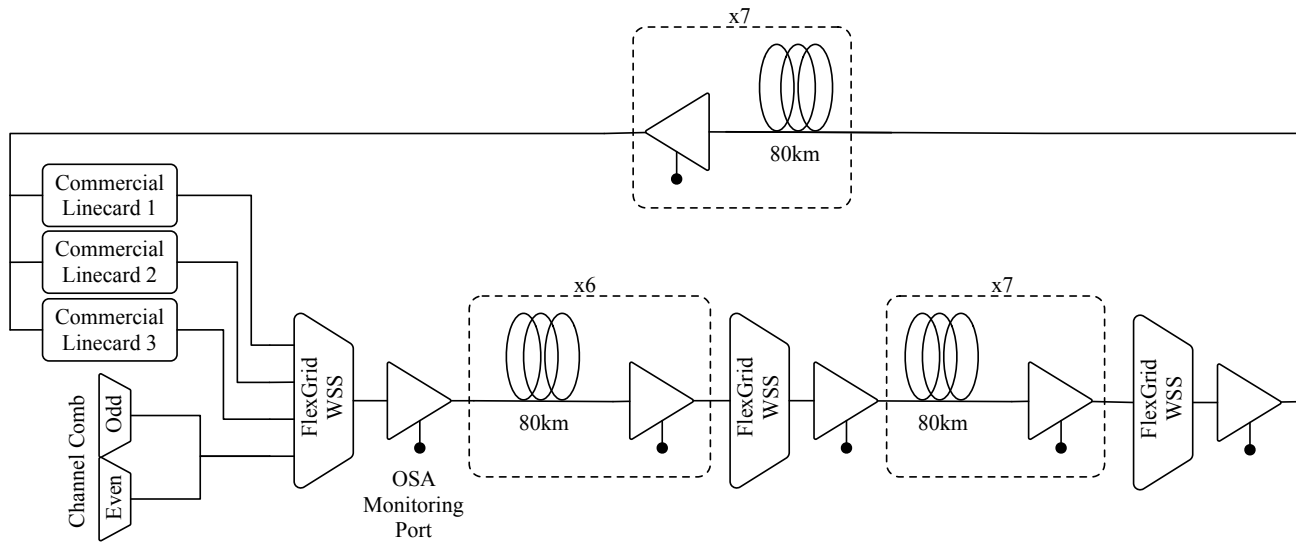 x7
80km
Commercial
Linecard 1
Commercial
Linecard 2
Commercial
Linecard 3
Channel Comb
Odd
Even
FlexGrid
WSS
OSA
Monitoring
Port
x6
80km
FlexGrid
WSS
x7
80km
FlexGrid
WSS